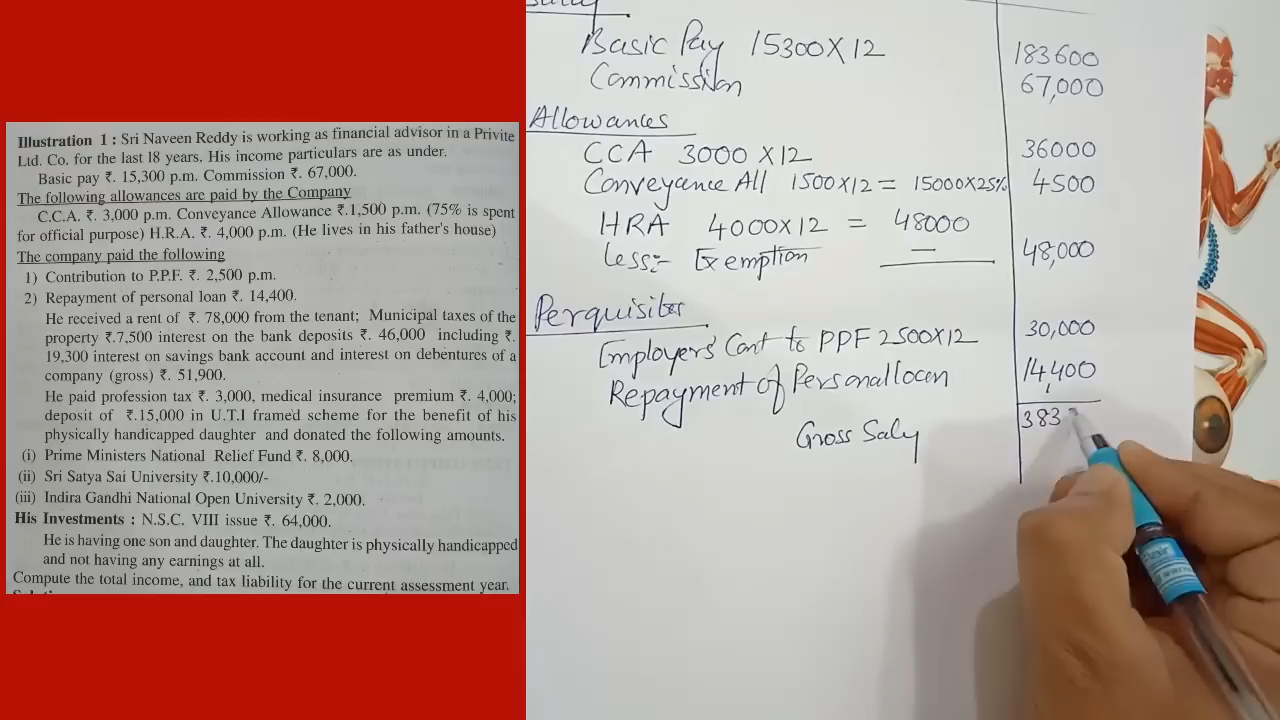 Illustration 1 : Sri Naveen Reddy is working as financial advisor in a Privite
Ltd. Co. for the last 18 years. His income particulars are as under.
Basic pay ₹. 15,300 p.m. Commission ₹. 67,000.
The following allowances are paid by the Company
C.C.A. ₹. 3,000 p.m. Conveyance Allowance ₹.1,500 p.m. (75% is spent
for official purpose) H.R.A. ₹. 4,000 p.m. (He lives in his father's house)
The company paid the following
1) Contribution to P.P.F. ₹. 2,500 p.m.
2) Repayment of personal loan ₹. 14,400.
He received a rent of ₹. 78,000 from the tenant; Municipal taxes of the
property ₹.7,500 interest on the bank deposits ₹. 46,000 including ₹.
19,300 interest on savings bank account and interest on debentures of a
company (gross) ₹. 51,900.
He paid profession tax ₹. 3,000, medical insurance premium ₹. 4,000;
deposit of ₹.15,000 in U.T.I framed scheme for the benefit of his
physically handicapped daughter and donated the following amounts.
(i) Prime Ministers National Relief Fund ₹. 8,000.
(ii) Sri Satya Sai University ₹.10,000/-
(iii) Indira Gandhi National Open University ₹. 2,000.
His Investments : N.S.C. VIII issue ₹. 64,000.
He is having one son and daughter. The daughter is physically handicapped
and not having any earnings at all.
Compute the total income, and tax liability for the current assessment year.
Basic Pay 15300X12 183600
Commission 67,000
Allowances
CCA 3000 X12 36000
Conveyance All 1500X12 = 15000X25% 4500
HRA 4000X12 = 48000
less:- Exemption — 48,000
Perquisites
Employers' Cont to PPF 2500X12 30,000
Repayment of Personal loan 14,400
Gross Saly 383